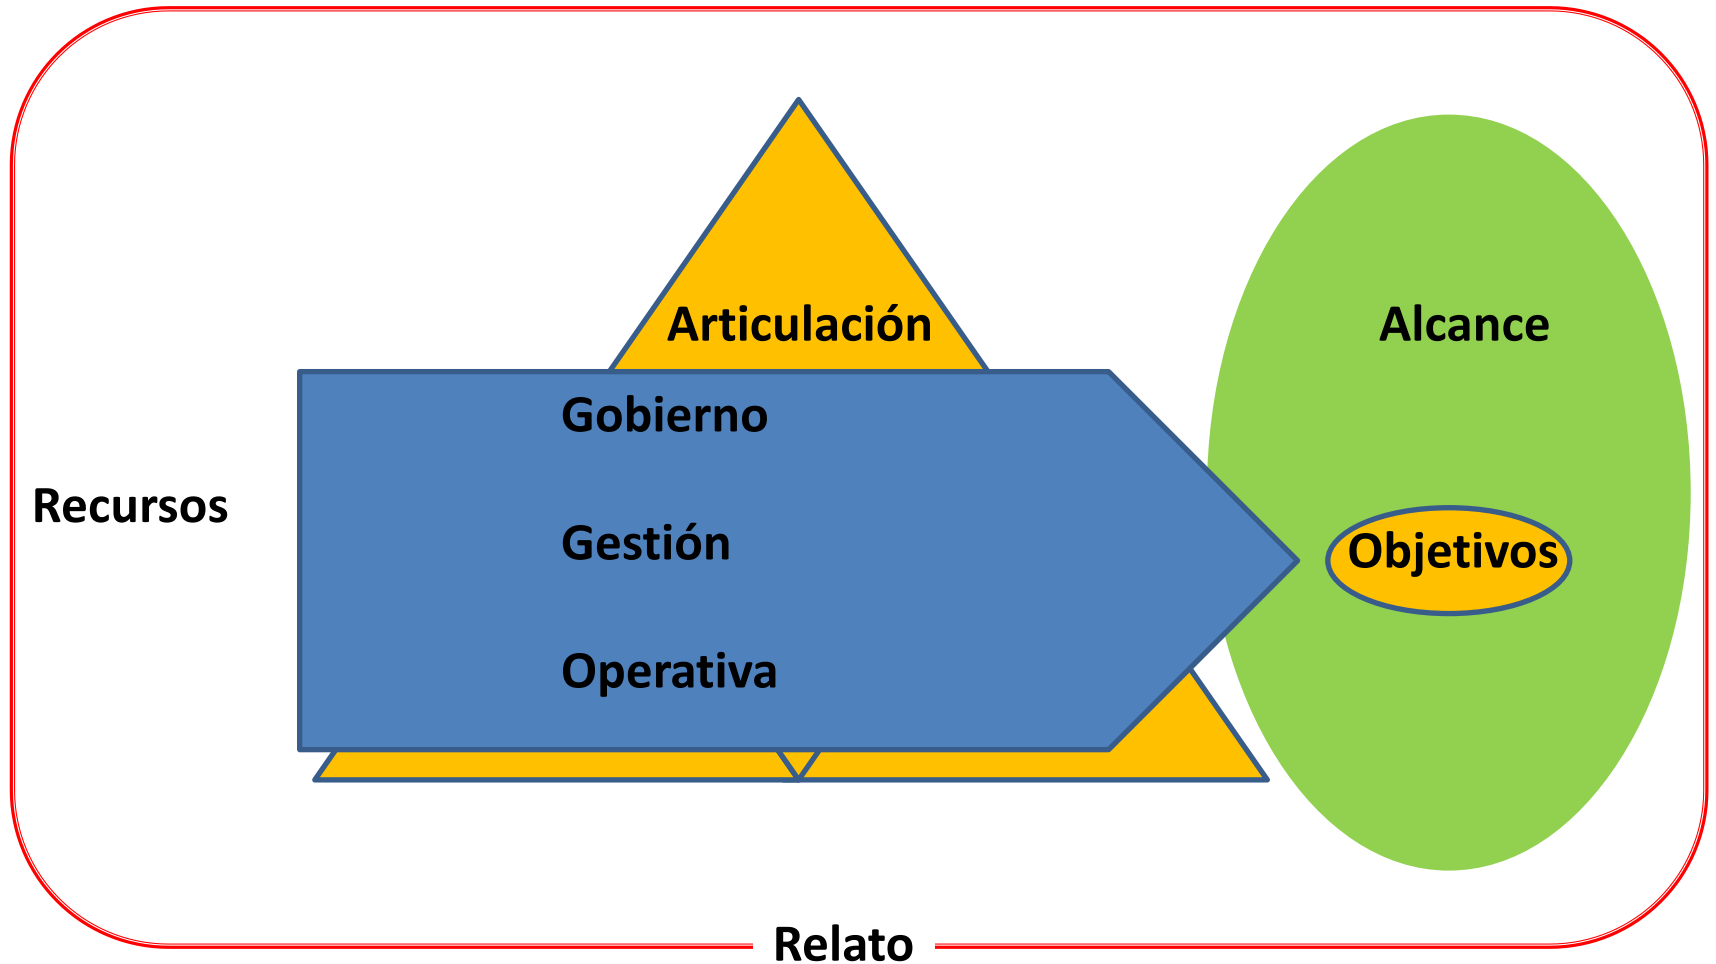 Articulación
Alcance
Gobierno
Recursos
Gestión
Objetivos
Operativa
Relato